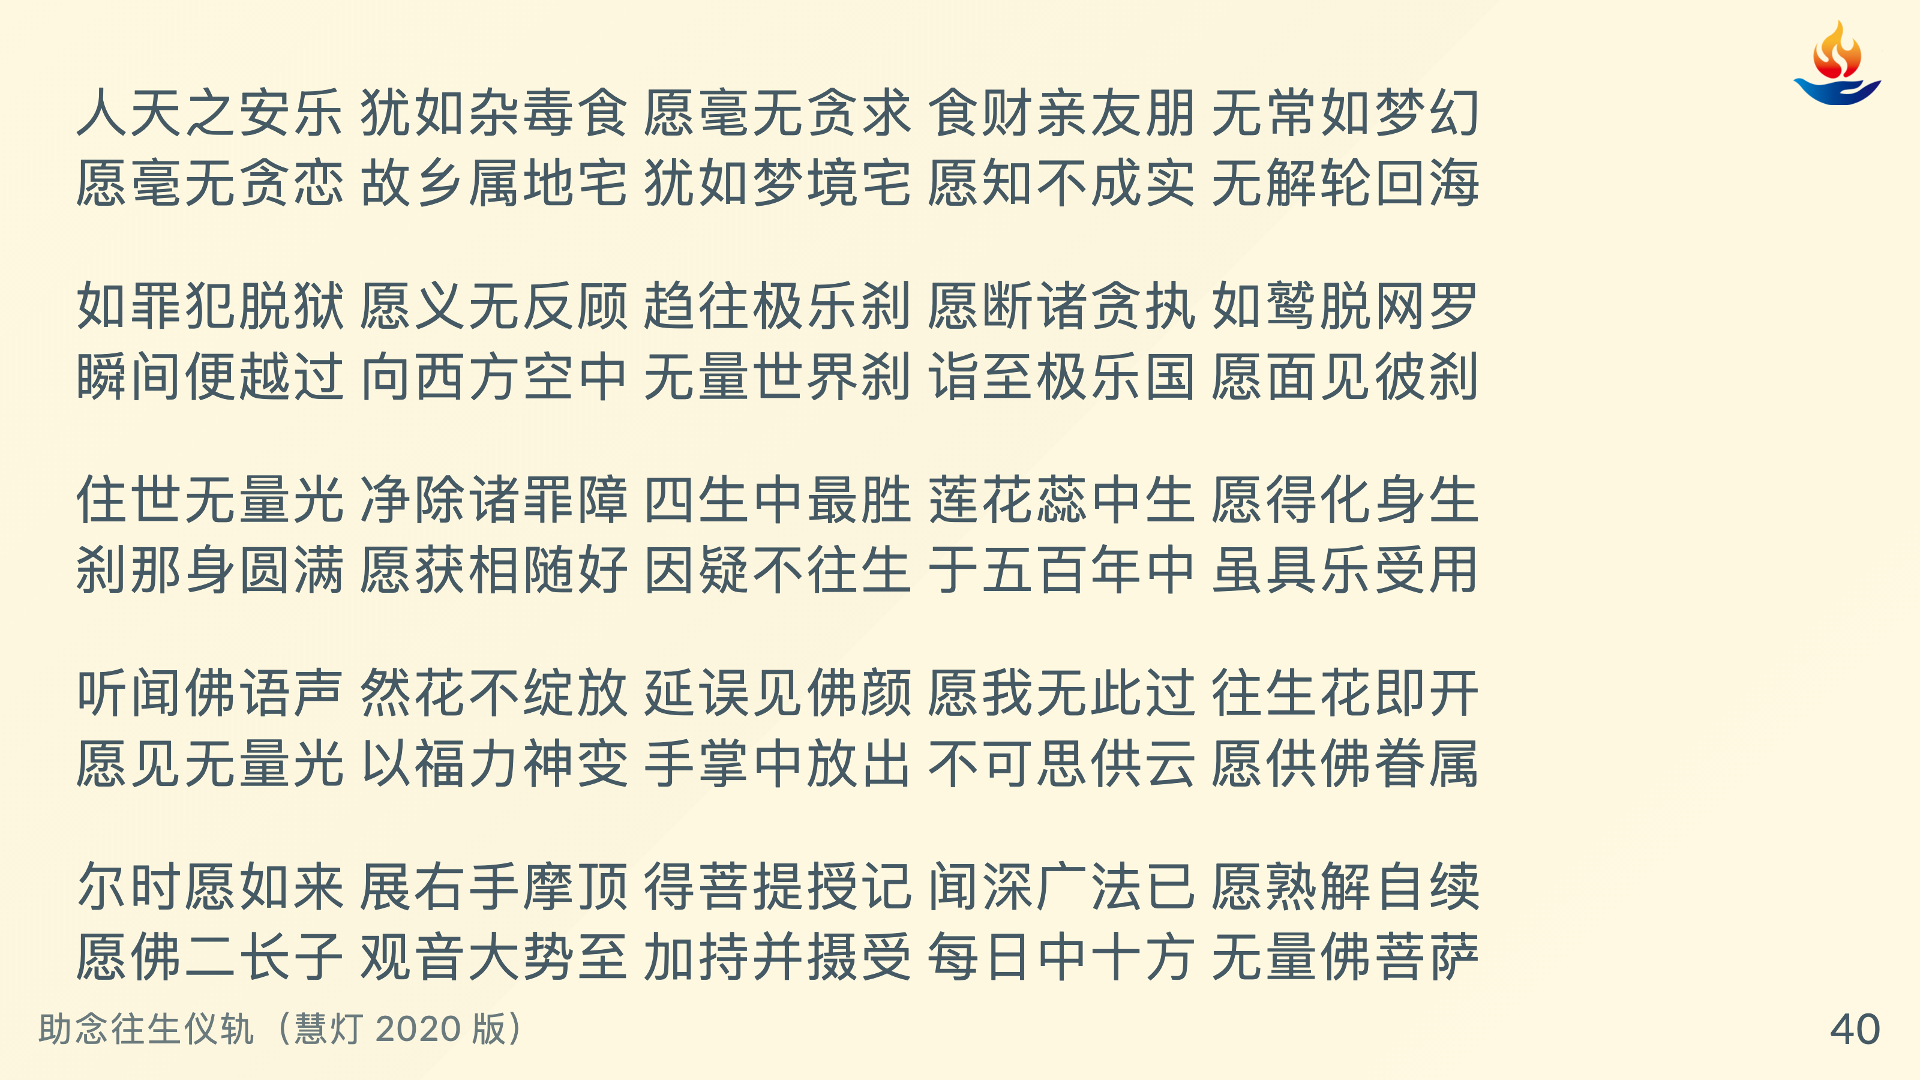 人天之安乐 犹如杂毒食 愿毫无贪求 食财亲友朋 无常如梦幻
愿毫无贪恋 故乡属地宅 犹如梦境宅 愿知不成实 无解轮回海
如罪犯脱狱 愿义无反顾 趋往极乐刹 愿断诸贪执 如鹫脱网罗
瞬间便越过 向西方空中 无量世界刹 诣至极乐国 愿面见彼刹
住世无量光 净除诸罪障 四生中最胜 莲花蕊中生 愿得化身生
刹那身圆满 愿获相随好 因疑不往生 于五百年中 虽具乐受用
听闻佛语声 然花不绽放 延误见佛颜 愿我无此过 往生花即开
愿见无量光 以福力神变 手掌中放出 不可思供云 愿供佛眷属
尔时愿如来 展右手摩顶 得菩提授记 闻深广法已 愿熟解自续
愿佛二长子 观音大势至 加持并摄受 每日中十方 无量佛菩萨
助念往生仪轨（慧灯 2020 版）
40